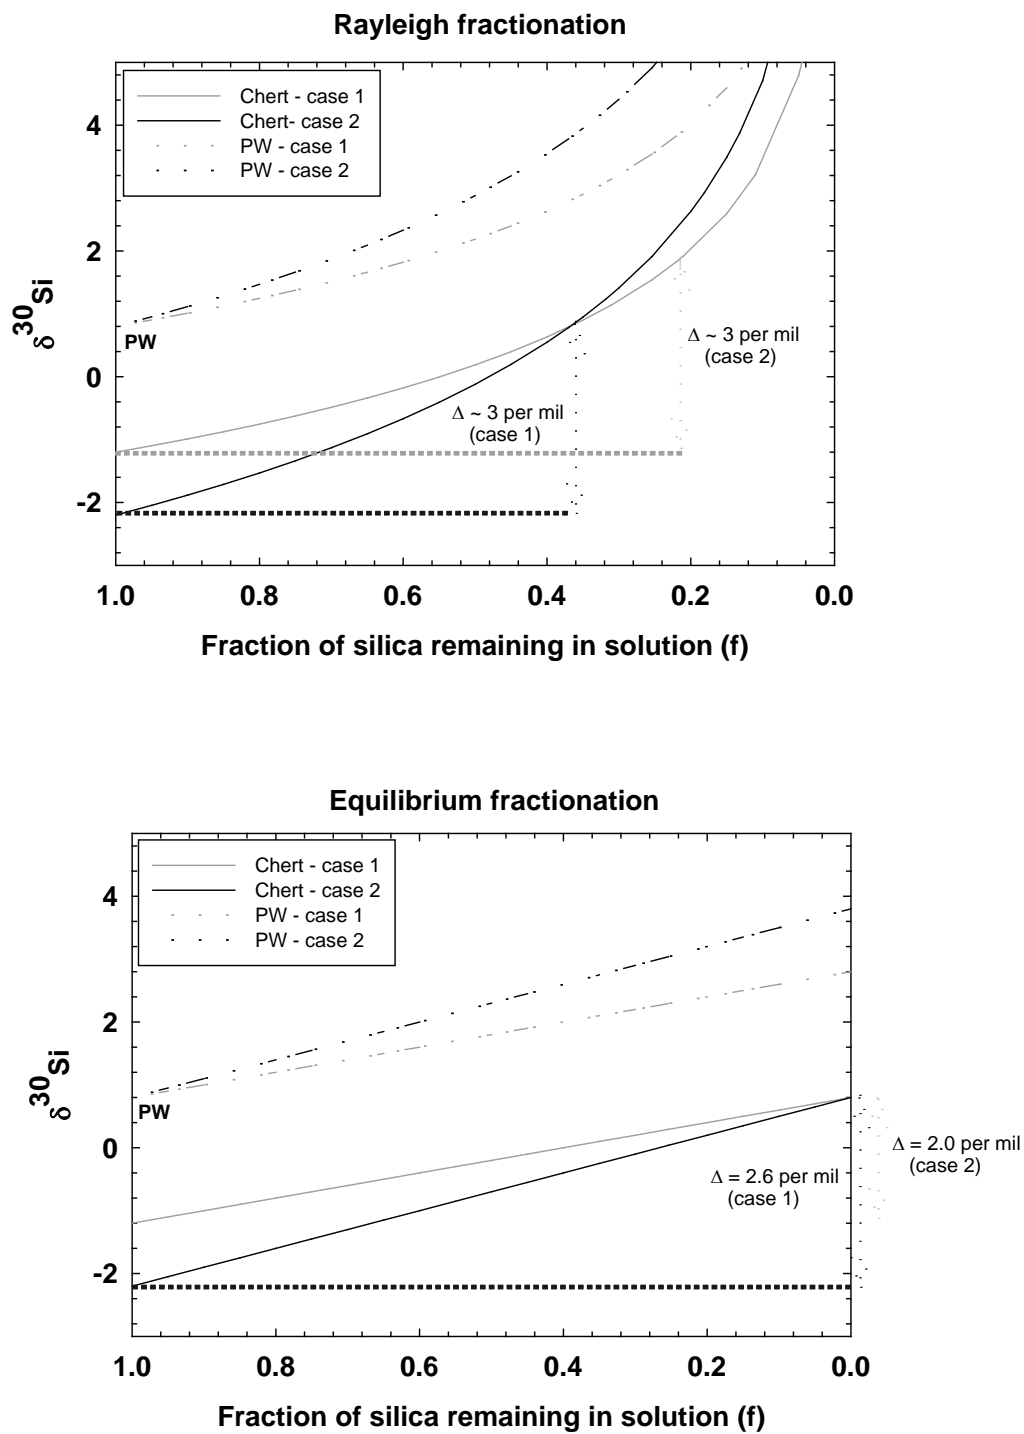 Rayleigh fractionation
Chert - case 1
Chert- case 2
PW - case 1
PW - case 2
4
2
0
-2
δ30Si
PW
Δ ~ 3 per mil
(case 2)
Δ ~ 3 per mil
(case 1)
1.0 0.8 0.6 0.4 0.2 0.0
Fraction of silica remaining in solution (f)
Equilibrium fractionation
Chert - case 1
Chert - case 2
PW - case 1
PW - case 2
4
2
0
-2
δ30Si
PW
Δ = 2.0 per mil
(case 2)
Δ = 2.6 per mil
(case 1)
1.0 0.8 0.6 0.4 0.2 0.0
Fraction of silica remaining in solution (f)